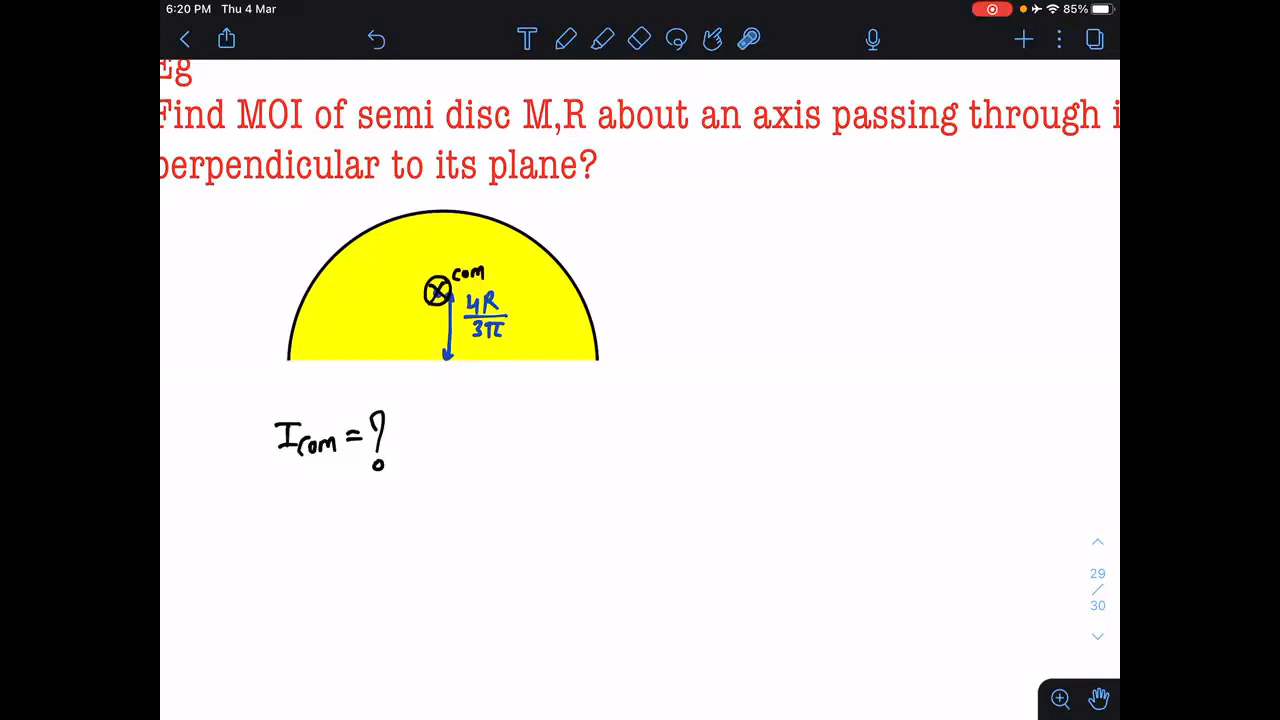 6:20 PM Thu 4 Mar
85%
T
Eg
Find MOI of semi disc M,R about an axis passing through i
perpendicular to its plane?
com
4R
3π
Icom = ?
29
/
30